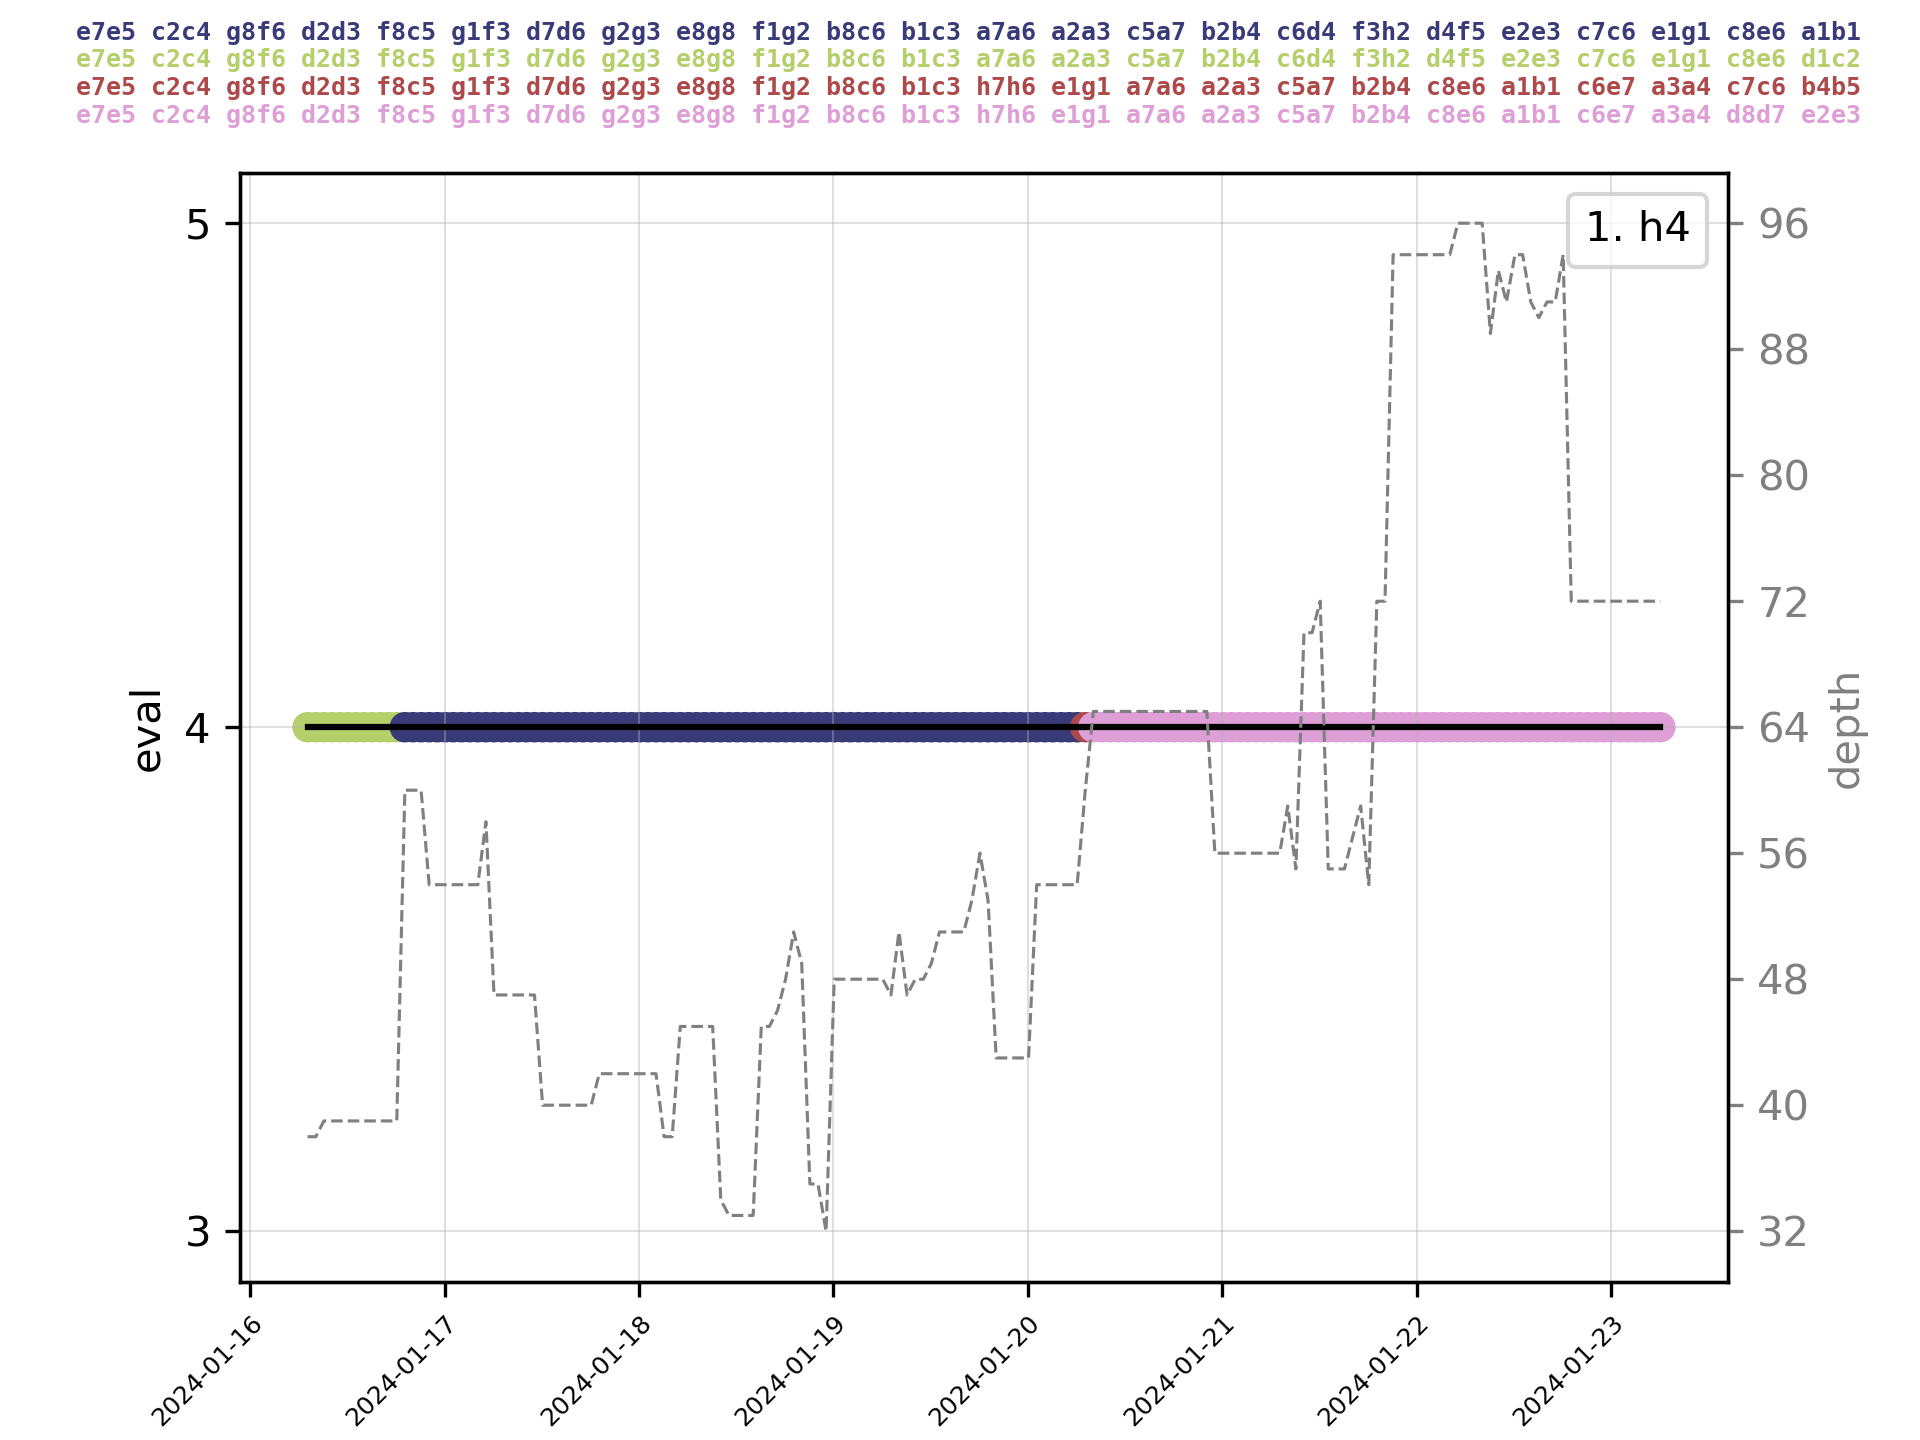 e7e5 c2c4 g8f6 d2d3 f8c5 g1f3 d7d6 g2g3 e8g8 f1g2 b8c6 b1c3 a7a6 a2a3 c5a7 b2b4 c6d4 f3h2 d4f5 e2e3 c7c6 e1g1 c8e6 a1b1
e7e5 c2c4 g8f6 d2d3 f8c5 g1f3 d7d6 g2g3 e8g8 f1g2 b8c6 b1c3 a7a6 a2a3 c5a7 b2b4 c6d4 f3h2 d4f5 e2e3 c7c6 e1g1 c8e6 d1c2
e7e5 c2c4 g8f6 d2d3 f8c5 g1f3 d7d6 g2g3 e8g8 f1g2 b8c6 b1c3 h7h6 e1g1 a7a6 a2a3 c5a7 b2b4 c8e6 a1b1 c6e7 a3a4 c7c6 b4b5
e7e5 c2c4 g8f6 d2d3 f8c5 g1f3 d7d6 g2g3 e8g8 f1g2 b8c6 b1c3 h7h6 e1g1 a7a6 a2a3 c5a7 b2b4 c8e6 a1b1 c6e7 a3a4 d8d7 e2e3
1. h4
5
4
3
eval
96
88
80
72
64
56
48
40
32
depth
2024-01-16
2024-01-17
2024-01-18
2024-01-19
2024-01-20
2024-01-21
2024-01-22
2024-01-23